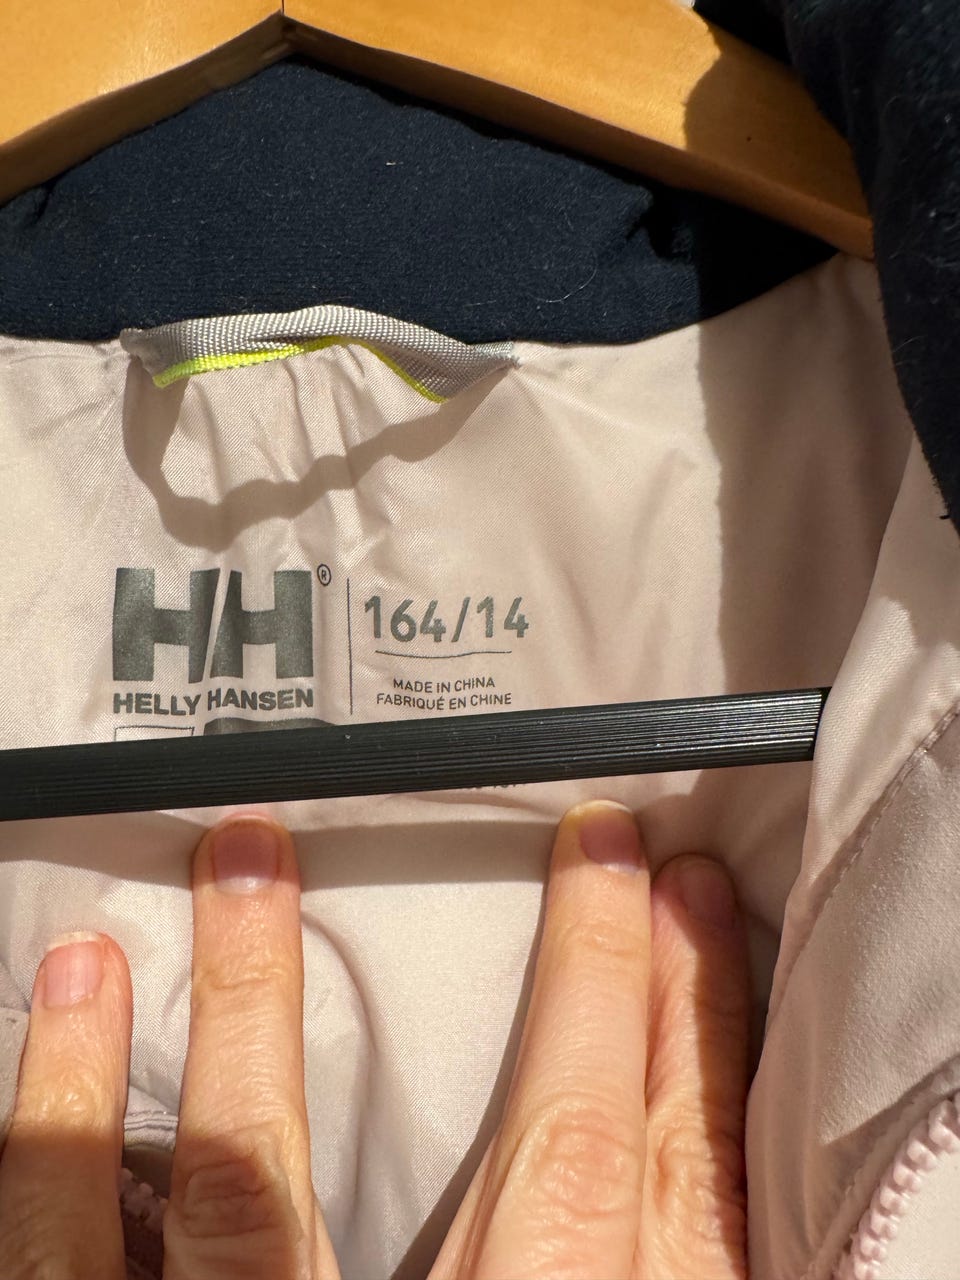 HH®
HELLY HANSEN
164/14
MADE IN CHINA
FABRIQUÉ EN CHINE